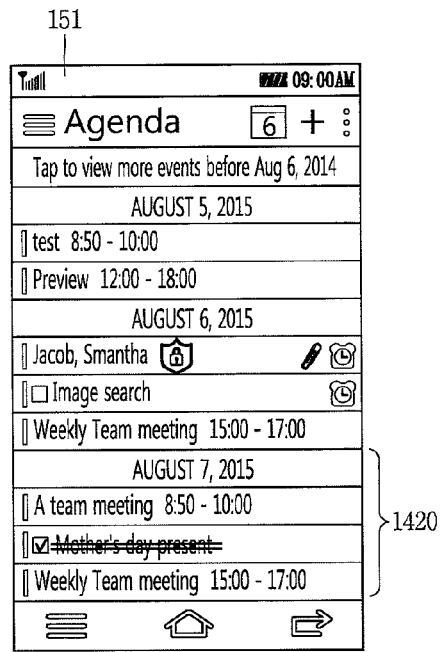 151
09:00AM
Agenda 6 +
Tap to view more events before Aug 6, 2014
AUGUST 5, 2015
test 8:50 - 10:00
Preview 12:00 - 18:00
AUGUST 6, 2015
Jacob, Smantha
Image search
Weekly Team meeting 15:00 - 17:00
AUGUST 7, 2015
A team meeting 8:50 - 10:00
Mother's day present
Weekly Team meeting 15:00 - 17:00
1420